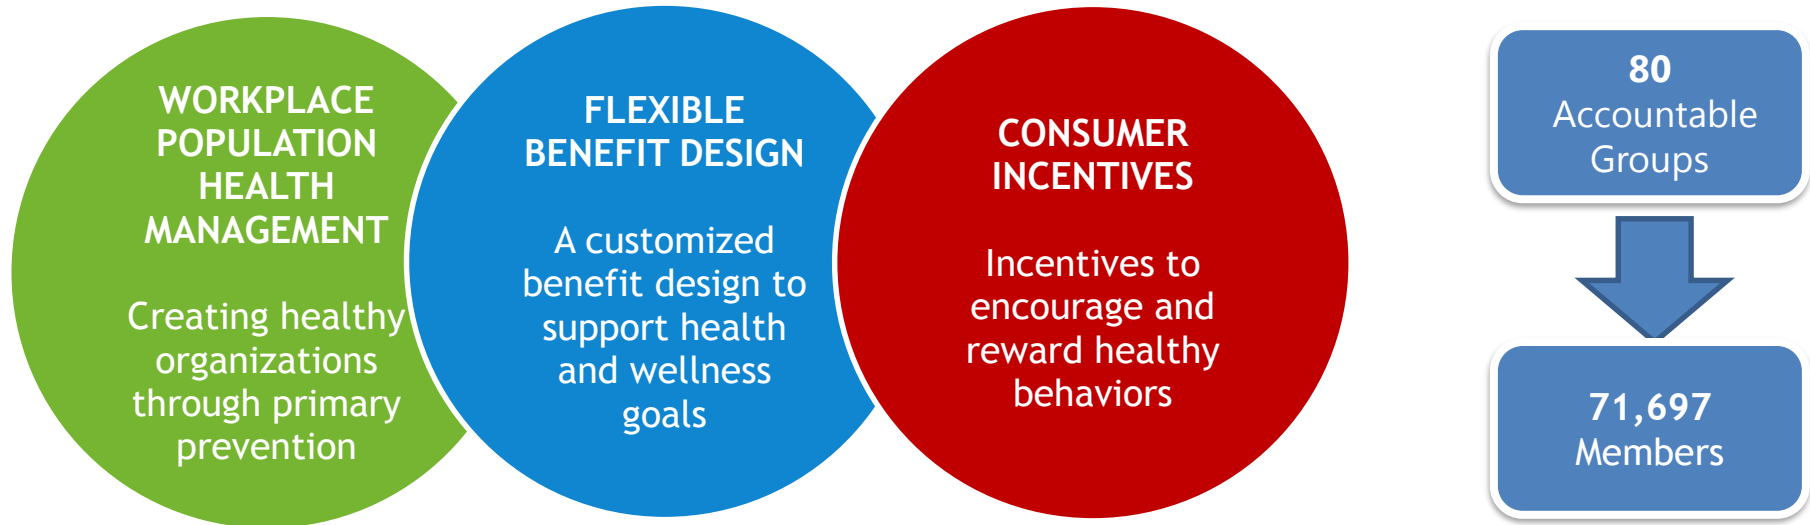 WORKPLACE
POPULATION
HEALTH
MANAGEMENT
Creating healthy
organizations
through primary
prevention
FLEXIBLE
BENEFIT DESIGN
A customized
benefit design to
support health
and wellness
goals
CONSUMER
INCENTIVES
Incentives to
encourage and
reward healthy
behaviors
80
Accountable
Groups
71,697
Members